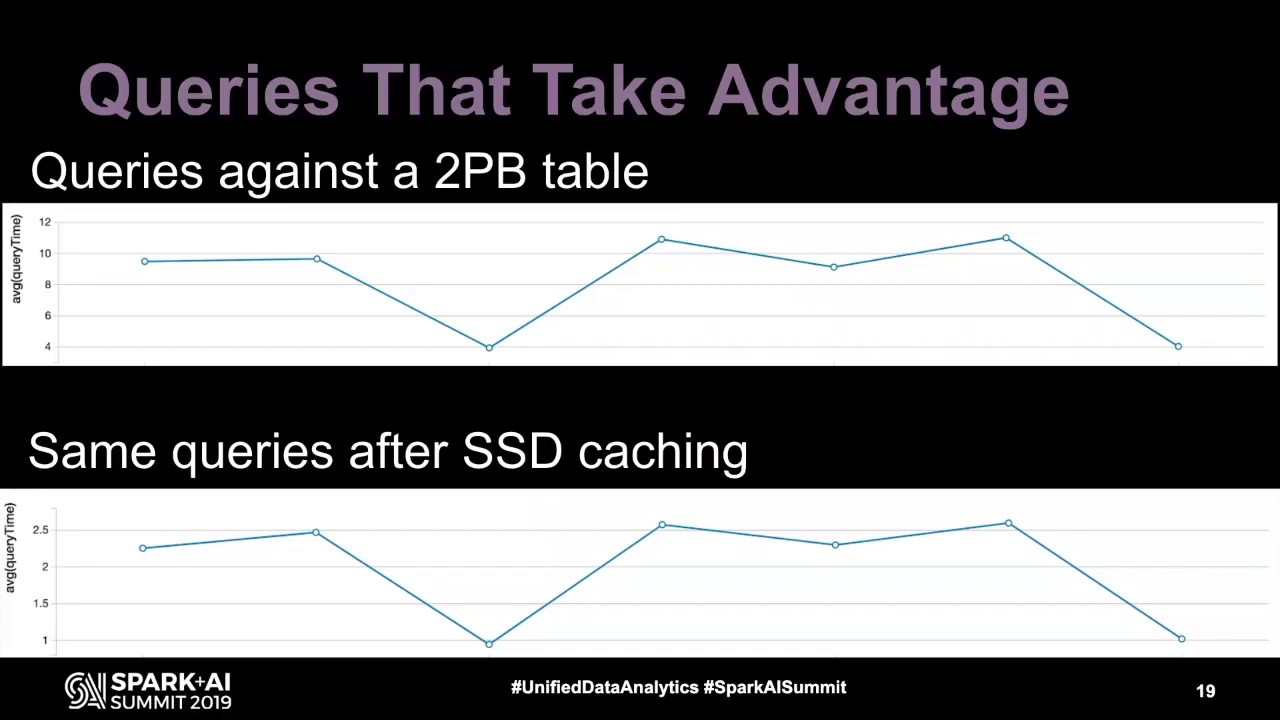 Queries That Take Advantage
Queries against a 2PB table
avg(queryTime)
12
10
8
6
4
Same queries after SSD caching
avg(queryTime)
2.5
2
1.5
1
SPARK+AI
SUMMIT 2019
#UnifiedDataAnalytics #SparkAISummit
19